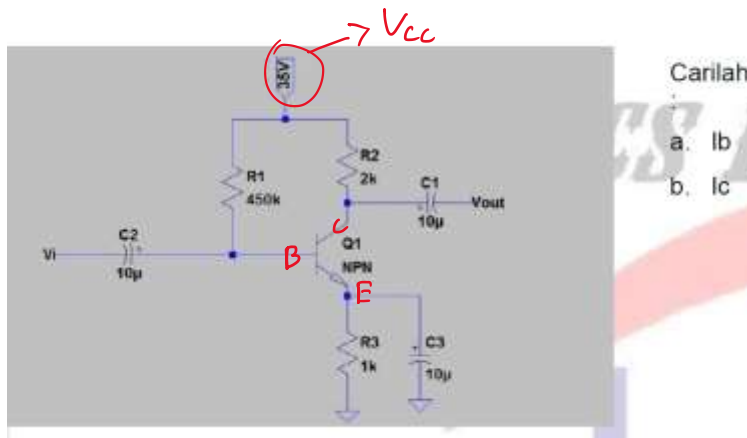 Vcc
35V
Carilah
:
a. Ib
b. Ic
R1
450k
R2
2k
C1
10µ
Vout
C
B
Q1
NPN
E
C2
10µ
Vi
R3
1k
C3
10µ